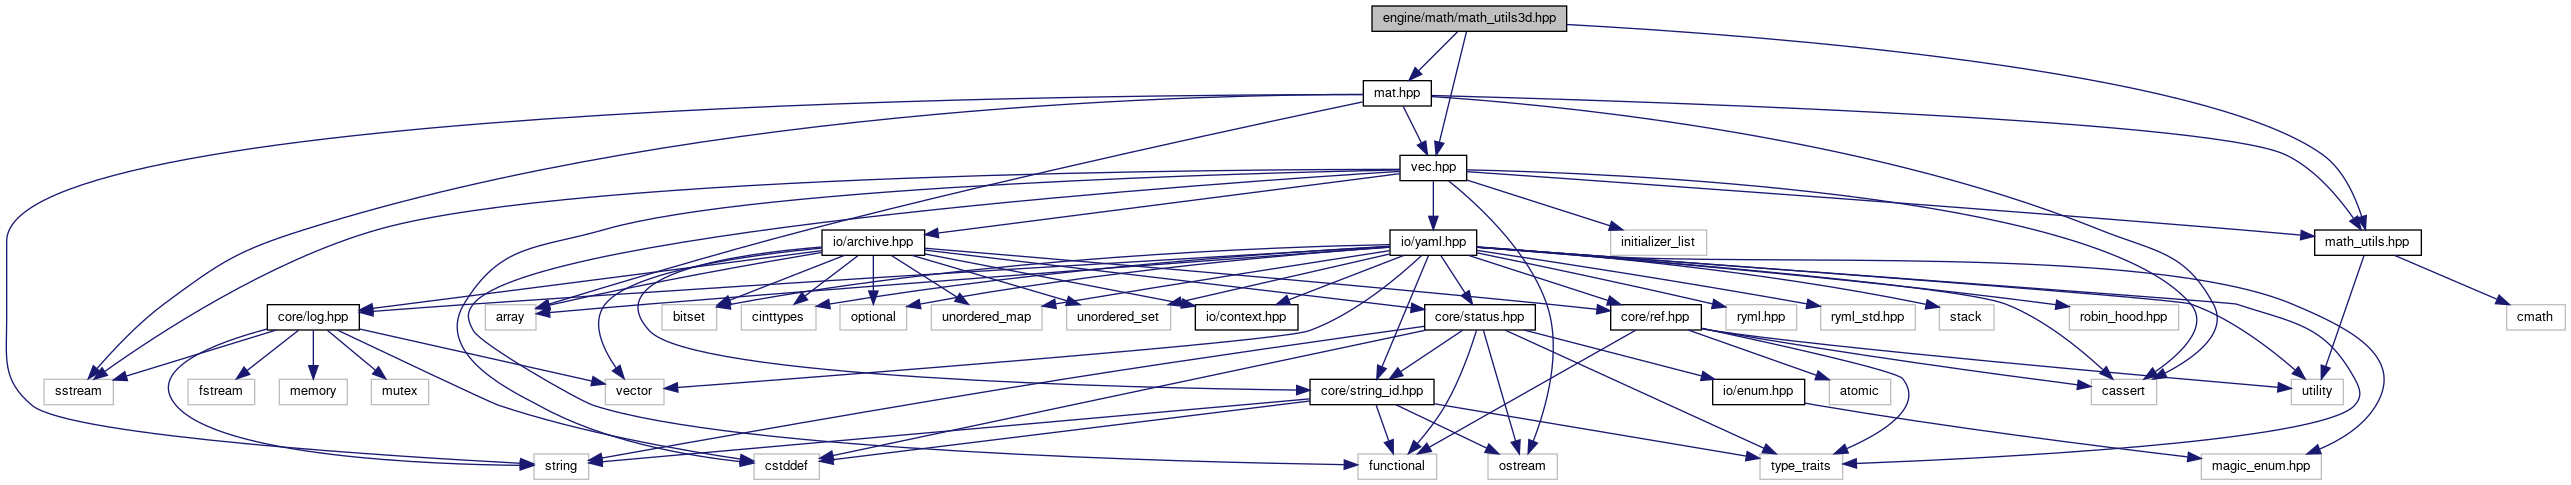 engine/math/math_utils3d.hpp
mat.hpp
vec.hpp
io/archive.hpp
io/yaml.hpp
initializer_list
math_utils.hpp
core/log.hpp
array
bitset
cinttypes
optional
unordered_map
unordered_set
io/context.hpp
core/status.hpp
core/ref.hpp
ryml.hpp
ryml_std.hpp
stack
robin_hood.hpp
cmath
sstream
fstream
memory
mutex
vector
core/string_id.hpp
io/enum.hpp
atomic
cassert
utility
string
cstddef
functional
ostream
type_traits
magic_enum.hpp